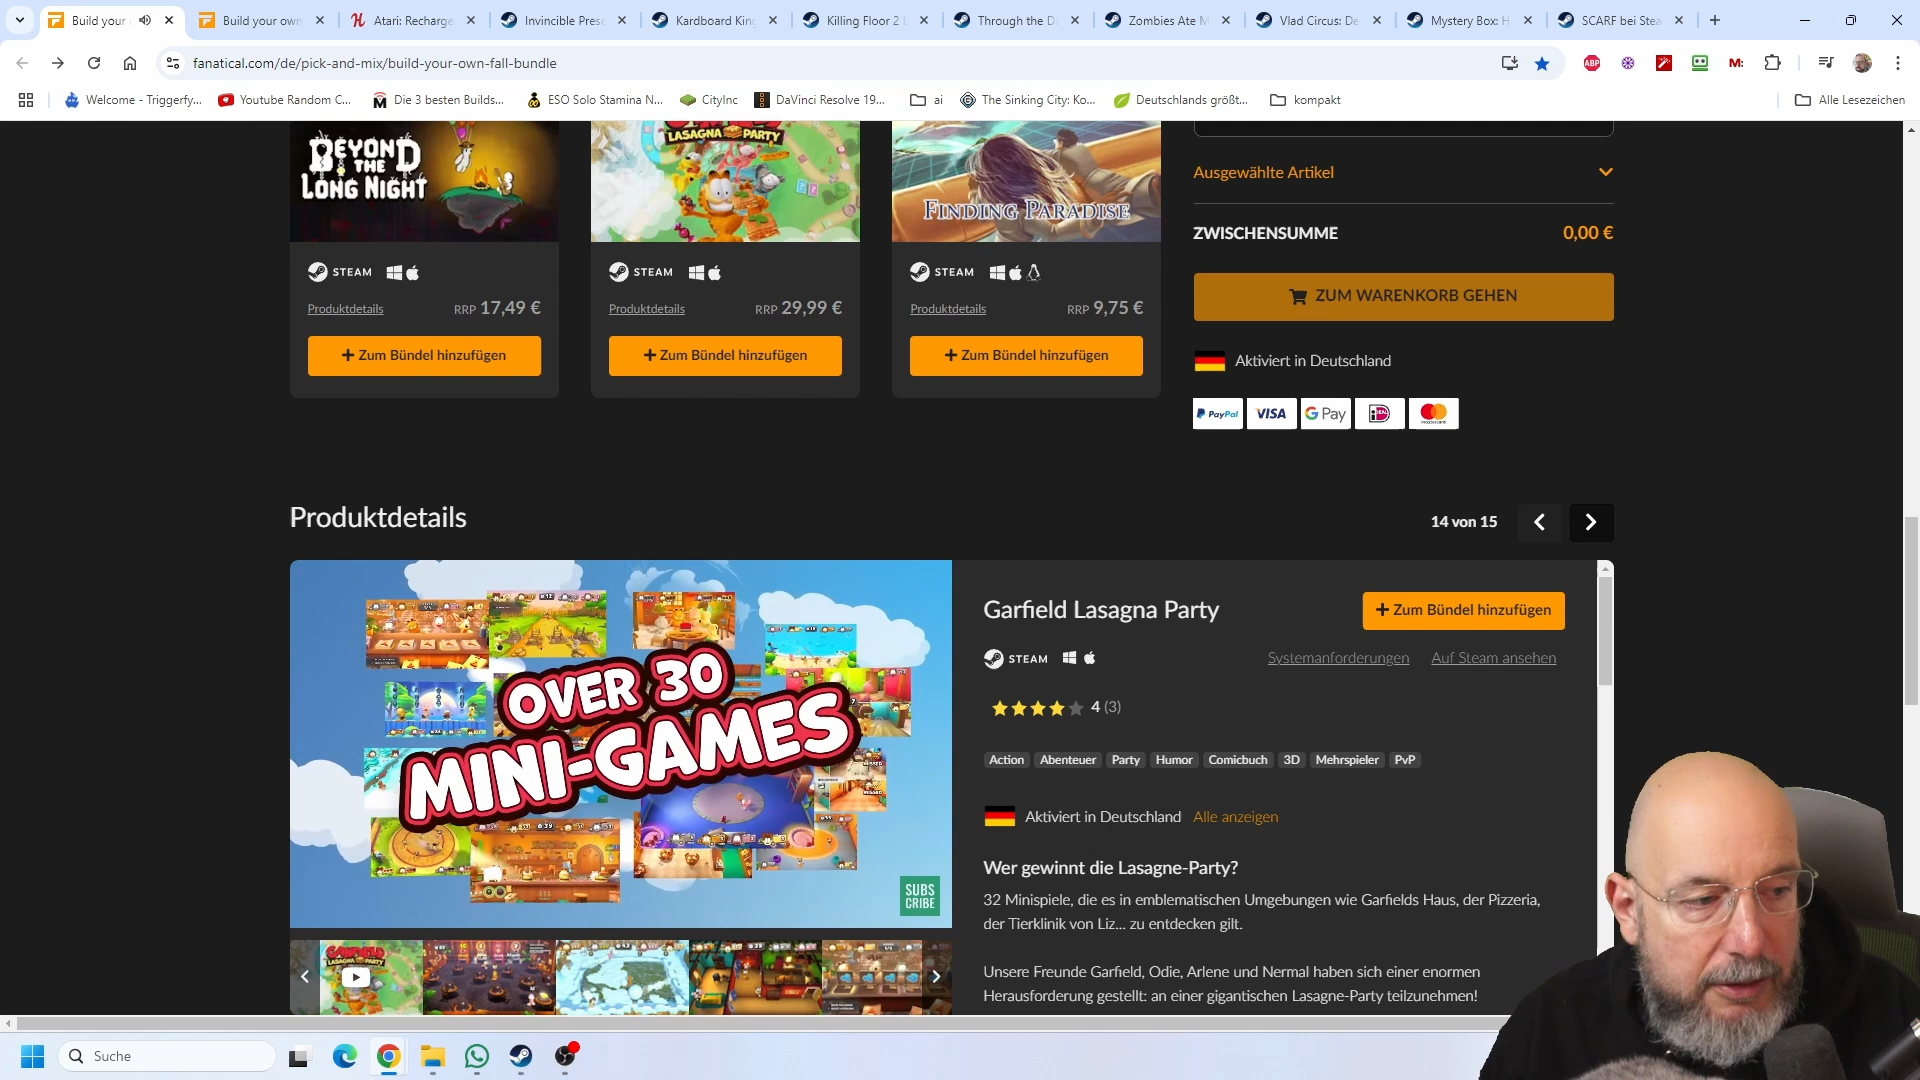 Build your
Build your own
Atari: Recharge
Invincible Prese
Kardboard King
Killing Floor 2
Through the Da
Zombies Ate M
Vlad Circus: De
Mystery Box: H
SCARF bei Stea
fanatical.com/de/pick-and-mix/build-your-own-fall-bundle
ABP
M:
Welcome - Triggerfy...
Youtube Random C...
Die 3 besten Builds...
ESO Solo Stamina N...
CityInc
DaVinci Resolve 19...
ai
The Sinking City: Ko...
Deutschlands größt...
kompakt
Alle Lesezeichen
BEYOND
THE
LONG NIGHT
LASAGNA PARTY
FINDING PARADISE
STEAM
STEAM
STEAM
Produktdetails RRP 17,49 €
Produktdetails RRP 29,99 €
Produktdetails RRP 9,75 €
+ Zum Bündel hinzufügen
+ Zum Bündel hinzufügen
+ Zum Bündel hinzufügen
Ausgewählte Artikel
ZWISCHENSUMME 0,00 €
ZUM WARENKORB GEHEN
Aktiviert in Deutschland
PayPal VISA G Pay iDEAL mastercard
Produktdetails
14 von 15
OVER 30
MINI-GAMES
SUBS
CRIBE
GARFIELD
LASAGNA PARTY
Garfield Lasagna Party
+ Zum Bündel hinzufügen
STEAM
Systemanforderungen Auf Steam ansehen
4 (3)
Action Abenteuer Party Humor Comicbuch 3D Mehrspieler PvP
Aktiviert in Deutschland Alle anzeigen
Wer gewinnt die Lasagne-Party?
32 Minispiele, die es in emblematischen Umgebungen wie Garfields Haus, der Pizzeria,
der Tierklinik von Liz... zu entdecken gilt.
Unsere Freunde Garfield, Odie, Arlene und Nermal haben sich einer enormen
Herausforderung gestellt: an einer gigantischen Lasagne-Party teilzunehmen!
Suche